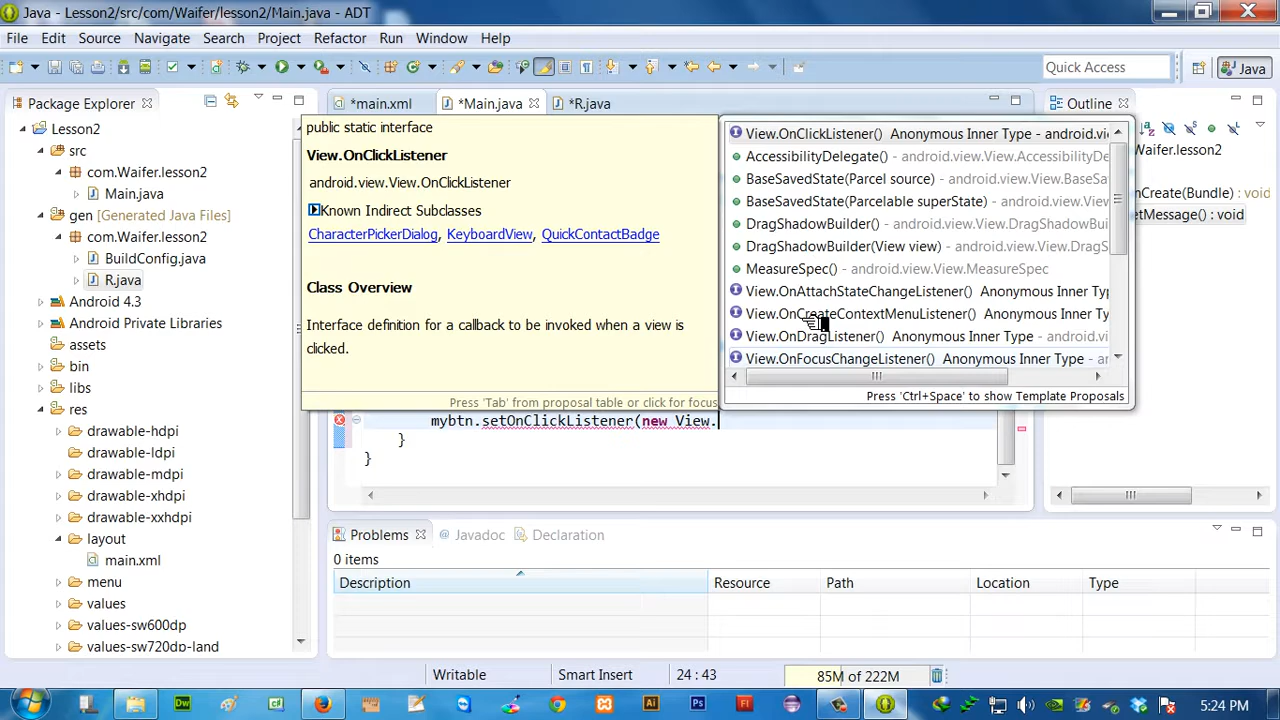 Java - Lesson2/src/com/Waifer/lesson2/Main.java - ADT
File Edit Source Navigate Search Project Refactor Run Window Help
Quick Access
Java
Package Explorer
*main.xml
*Main.java
*R.java
Outline
Lesson2
src
com.Waifer.lesson2
Main.java
gen [Generated Java Files]
com.Waifer.lesson2
BuildConfig.java
R.java
Android 4.3
Android Private Libraries
assets
bin
libs
res
drawable-hdpi
drawable-ldpi
drawable-mdpi
drawable-xhdpi
drawable-xxhdpi
layout
main.xml
menu
values
values-sw600dp
values-sw720dp-land
public static interface
View.OnClickListener
android.view.View.OnClickListener
Known Indirect Subclasses
CharacterPickerDialog, KeyboardView, QuickContactBadge
Class Overview
Interface definition for a callback to be invoked when a view is
clicked.
Press 'Tab' from proposal table or click for focus
View.OnClickListener() Anonymous Inner Type - android.vi
AccessibilityDelegate() - android.view.View.AccessibilityDe
BaseSavedState(Parcel source) - android.view.View.BaseSa
BaseSavedState(Parcelable superState) - android.view.View
DragShadowBuilder() - android.view.View.DragShadowBui
DragShadowBuilder(View view) - android.view.View.DragS
MeasureSpec() - android.view.View.MeasureSpec
View.OnAttachStateChangeListener() Anonymous Inner Typ
View.OnCreateContextMenuListener() Anonymous Inner Ty
View.OnDragListener() Anonymous Inner Type - android.vi
View.OnFocusChangeListener() Anonymous Inner Type - an
Press 'Ctrl+Space' to show Template Proposals
Waifer.lesson2
nCreate(Bundle) : void
etMessage() : void
mybtn.setOnClickListener(new View.
}
}
Problems
@ Javadoc
Declaration
0 items
Description Resource Path Location Type
Writable Smart Insert 24 : 43 85M of 222M
5:24 PM